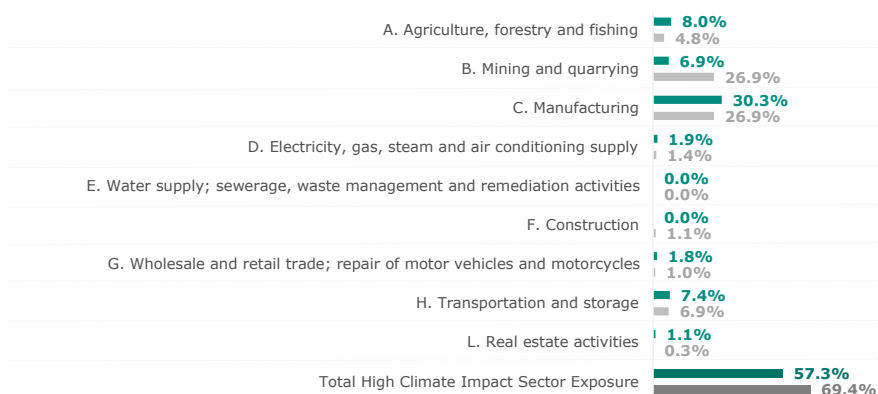 A. Agriculture, forestry and fishing
8.0%
4.8%
B. Mining and quarrying
6.9%
26.9%
C. Manufacturing
30.3%
26.9%
D. Electricity, gas, steam and air conditioning supply
1.9%
1.4%
E. Water supply; sewerage, waste management and remediation activities
0.0%
0.0%
F. Construction
0.0%
1.1%
G. Wholesale and retail trade; repair of motor vehicles and motorcycles
1.8%
1.0%
H. Transportation and storage
7.4%
6.9%
L. Real estate activities
1.1%
0.3%
Total High Climate Impact Sector Exposure
57.3%
69.4%